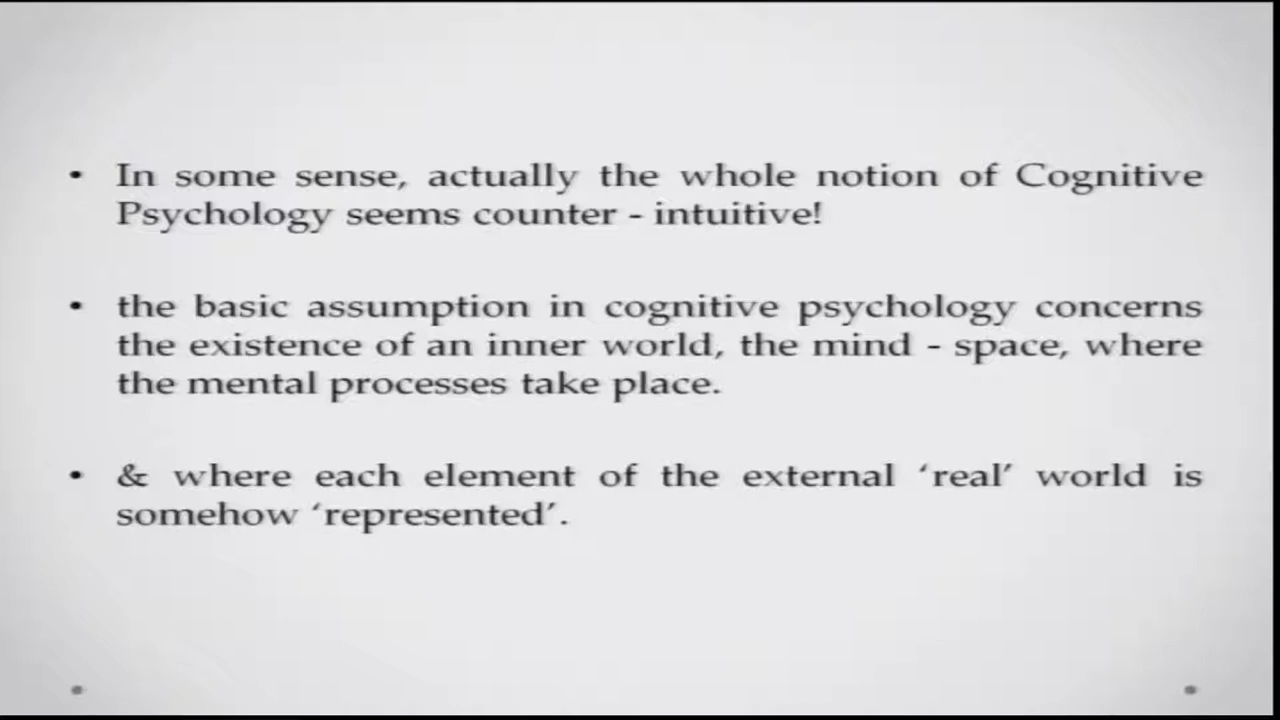 • In some sense, actually the whole notion of Cognitive
Psychology seems counter - intuitive!
• the basic assumption in cognitive psychology concerns
the existence of an inner world, the mind - space, where
the mental processes take place.
• & where each element of the external ‘real’ world is
somehow ‘represented’.